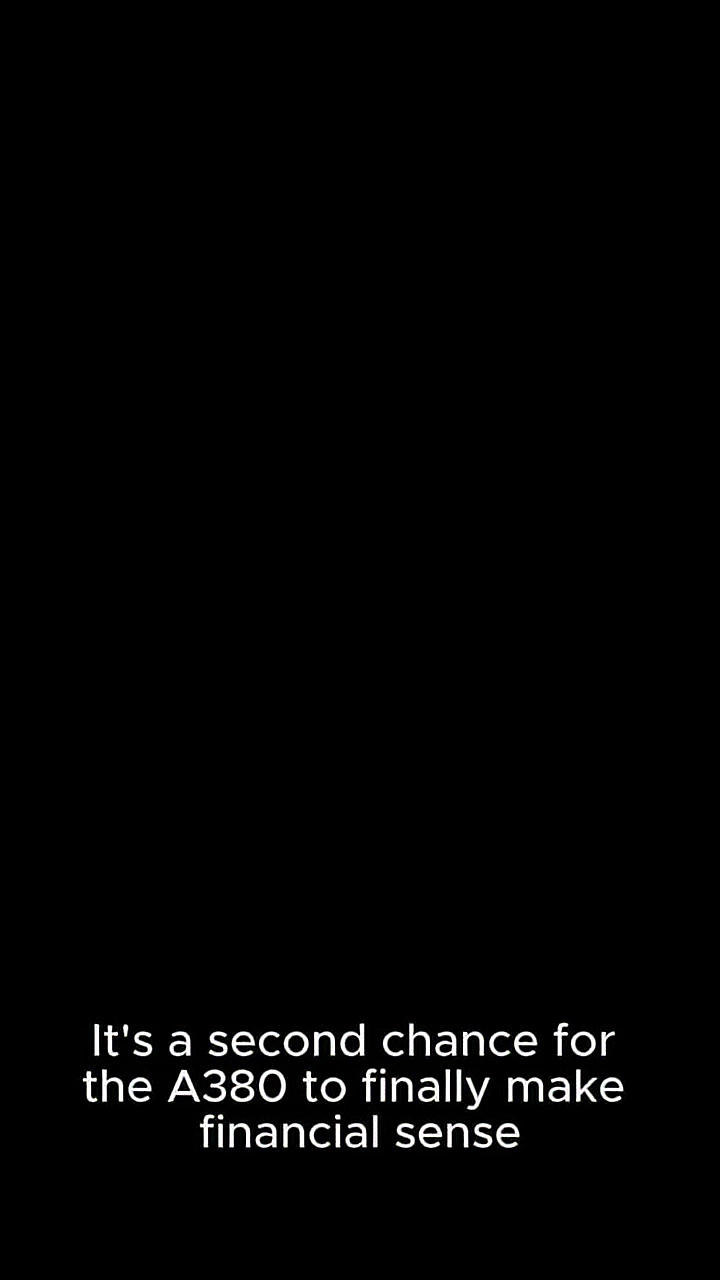 It's a second chance for
the A380 to finally make
financial sense